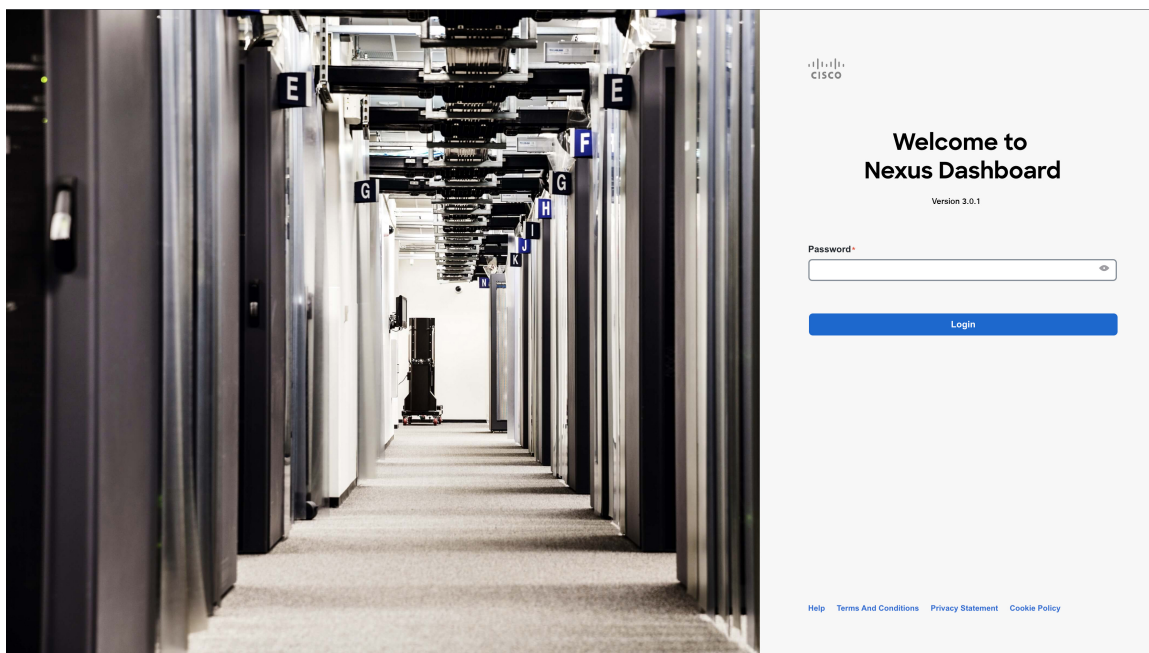 E
E
F
G
G
H
I
J
K
N
CISCO
Welcome to
Nexus Dashboard
Version 3.0.1
Password*
Login
Help Terms And Conditions Privacy Statement Cookie Policy